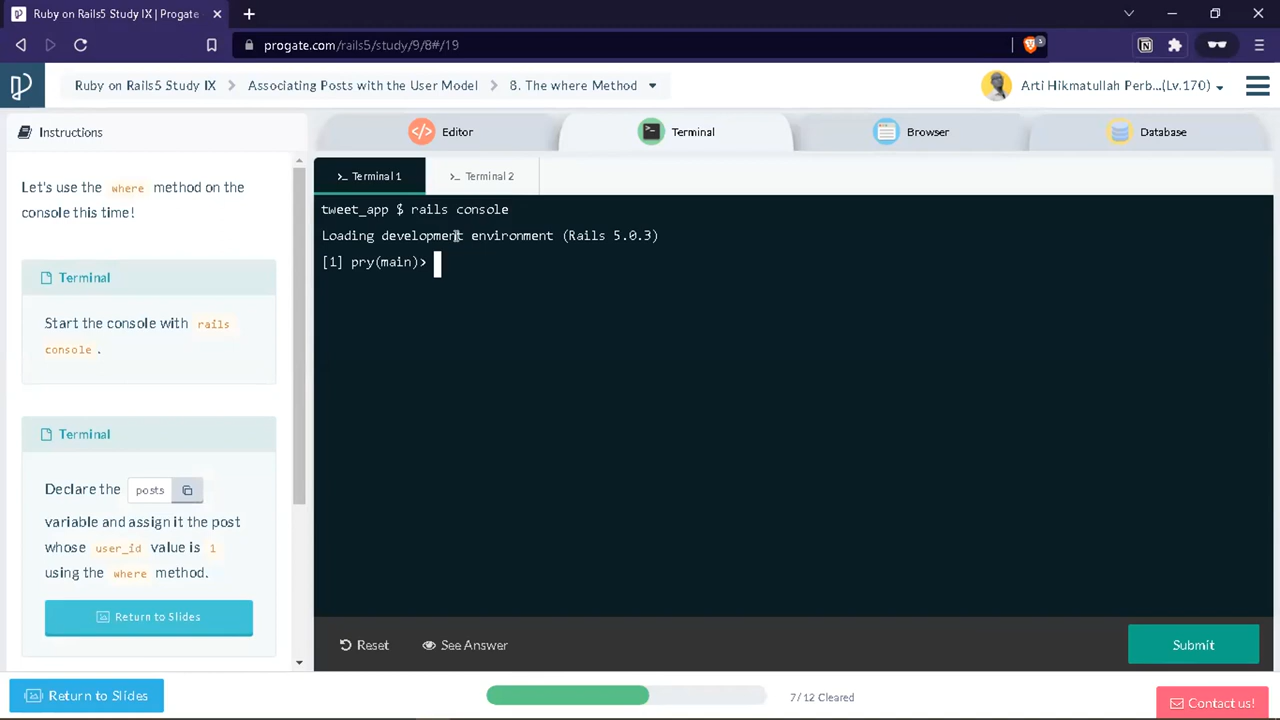 Ruby on Rails5 Study IX | Progate
progate.com/rails5/study/9/8#/19
3
Ruby on Rails5 Study IX
Associating Posts with the User Model
8. The where Method
Arti Hikmatullah Perb...(Lv.170)
Instructions
Editor
Terminal
Browser
Database
Let's use the where method on the
console this time!
Terminal
Start the console with rails
console .
Terminal
Declare the posts
variable and assign it the post
whose user_id value is 1
using the where method.
Return to Slides
Terminal 1
Terminal 2
tweet_app $ rails console
Loading development environment (Rails 5.0.3)
[1] pry(main)>
Reset
See Answer
Submit
Return to Slides
7/12 Cleared
Contact us!